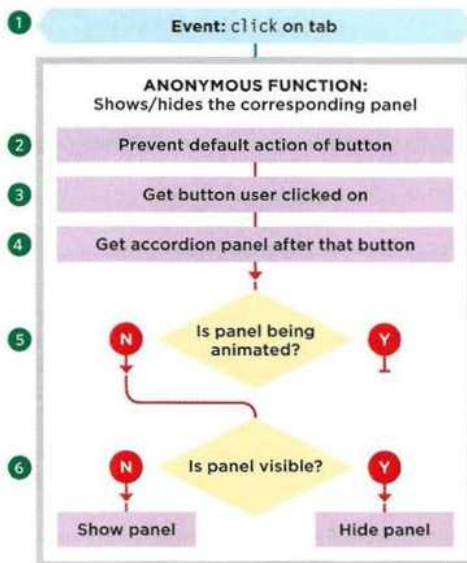 1 Event: click on tab
ANONYMOUS FUNCTION:
Shows/hides the corresponding panel
2 Prevent default action of button
3 Get button user clicked on
4 Get accordion panel after that button
5 N Is panel being
animated? Y
6 N Is panel visible? Y
Show panel Hide panel